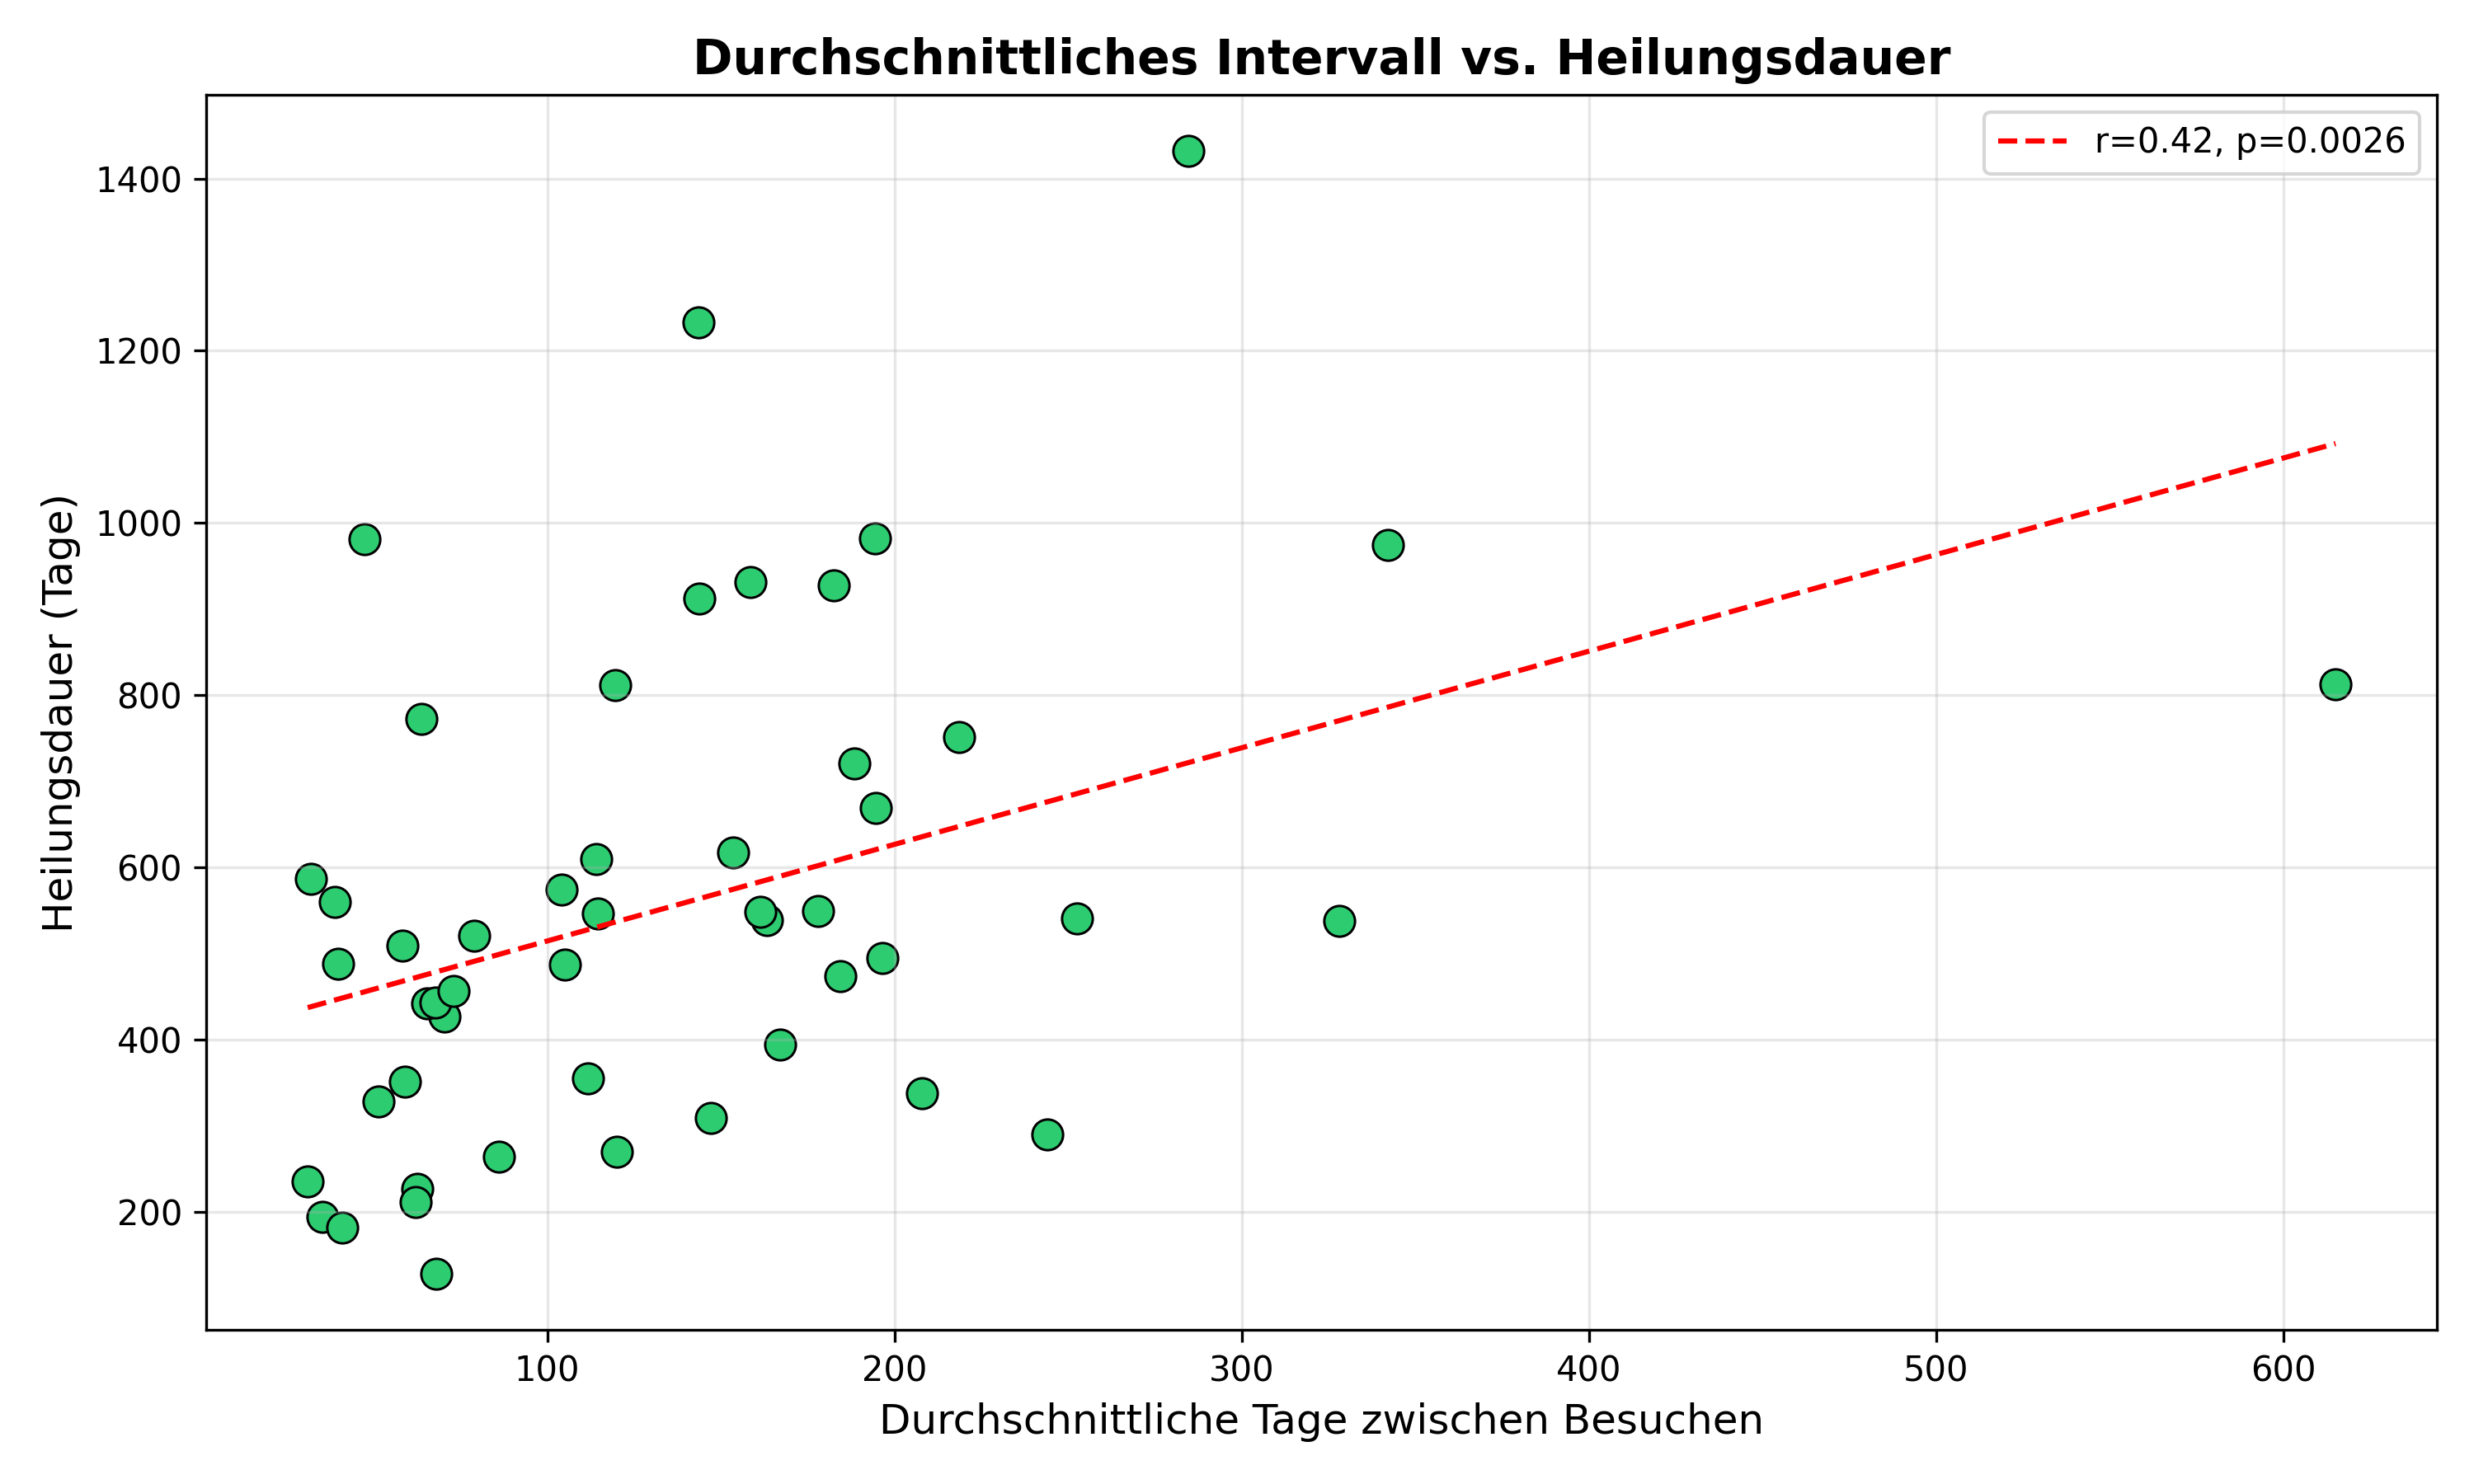 Durchschnittliches Intervall vs. Heilungsdauer
r=0.42, p=0.0026
Heilungsdauer (Tage)
1400
1200
1000
800
600
400
200
100 200 300 400 500 600
Durchschnittliche Tage zwischen Besuchen